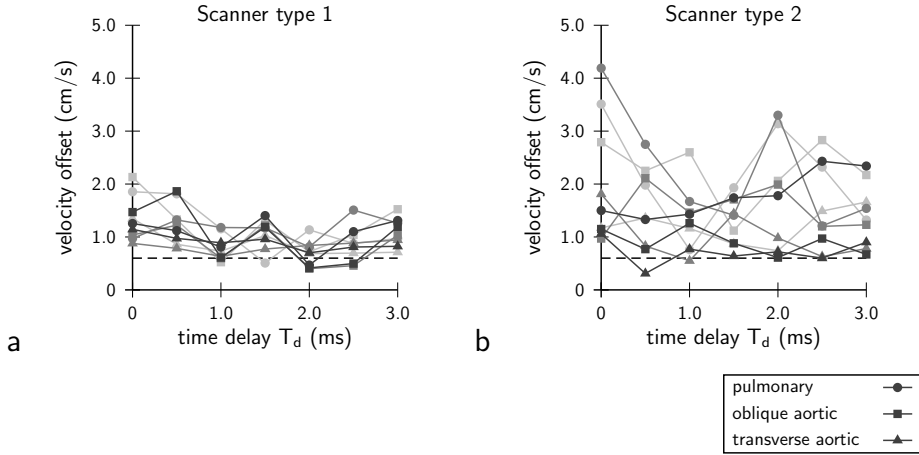 Scanner type 1
5.0
4.0
3.0
2.0
1.0
0
velocity offset (cm/s)
0 1.0 2.0 3.0
time delay T_d (ms)
a
Scanner type 2
5.0
4.0
3.0
2.0
1.0
0
velocity offset (cm/s)
0 1.0 2.0 3.0
time delay T_d (ms)
b
pulmonary
oblique aortic
transverse aortic